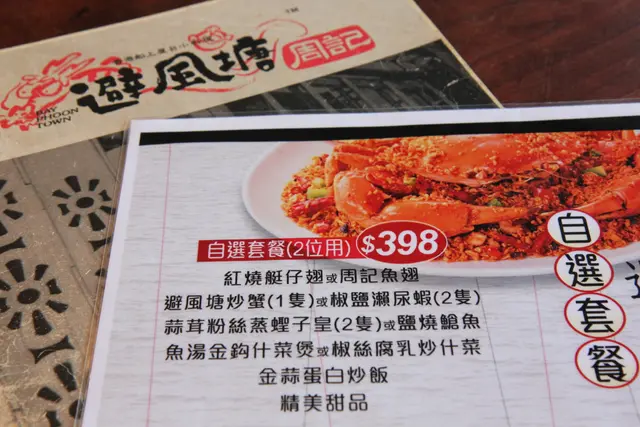 TM
避風塘
周記
BAY
PHOON
TOWN
自選套餐(2位用) $398
紅燒艇仔翅或周記魚翅
避風塘炒蟹(1隻)或椒鹽瀨尿蝦(2隻)
蒜茸粉絲蒸蟶子皇(2隻)或鹽燒鯧魚
魚湯金鈎什菜煲或椒絲腐乳炒什菜
金蒜蛋白炒飯
精美甜品
自選套餐